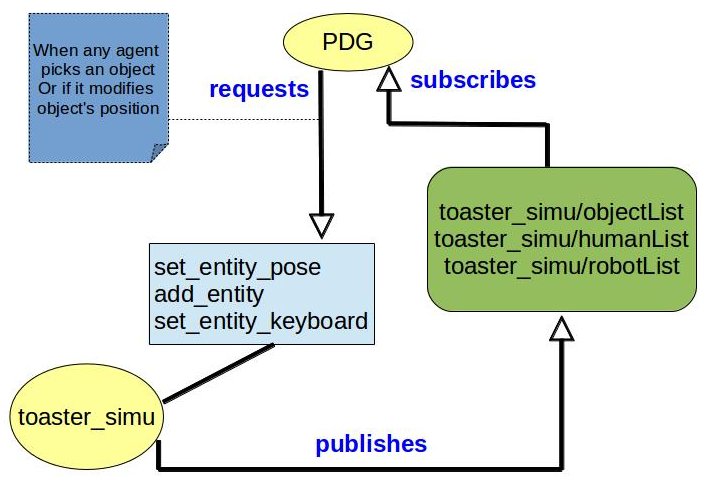 When any agent
picks an object
Or if it modifies
object's position
PDG
requests
subscribes
toaster_simu/objectList
toaster_simu/humanList
toaster_simu/robotList
set_entity_pose
add_entity
set_entity_keyboard
toaster_simu
publishes